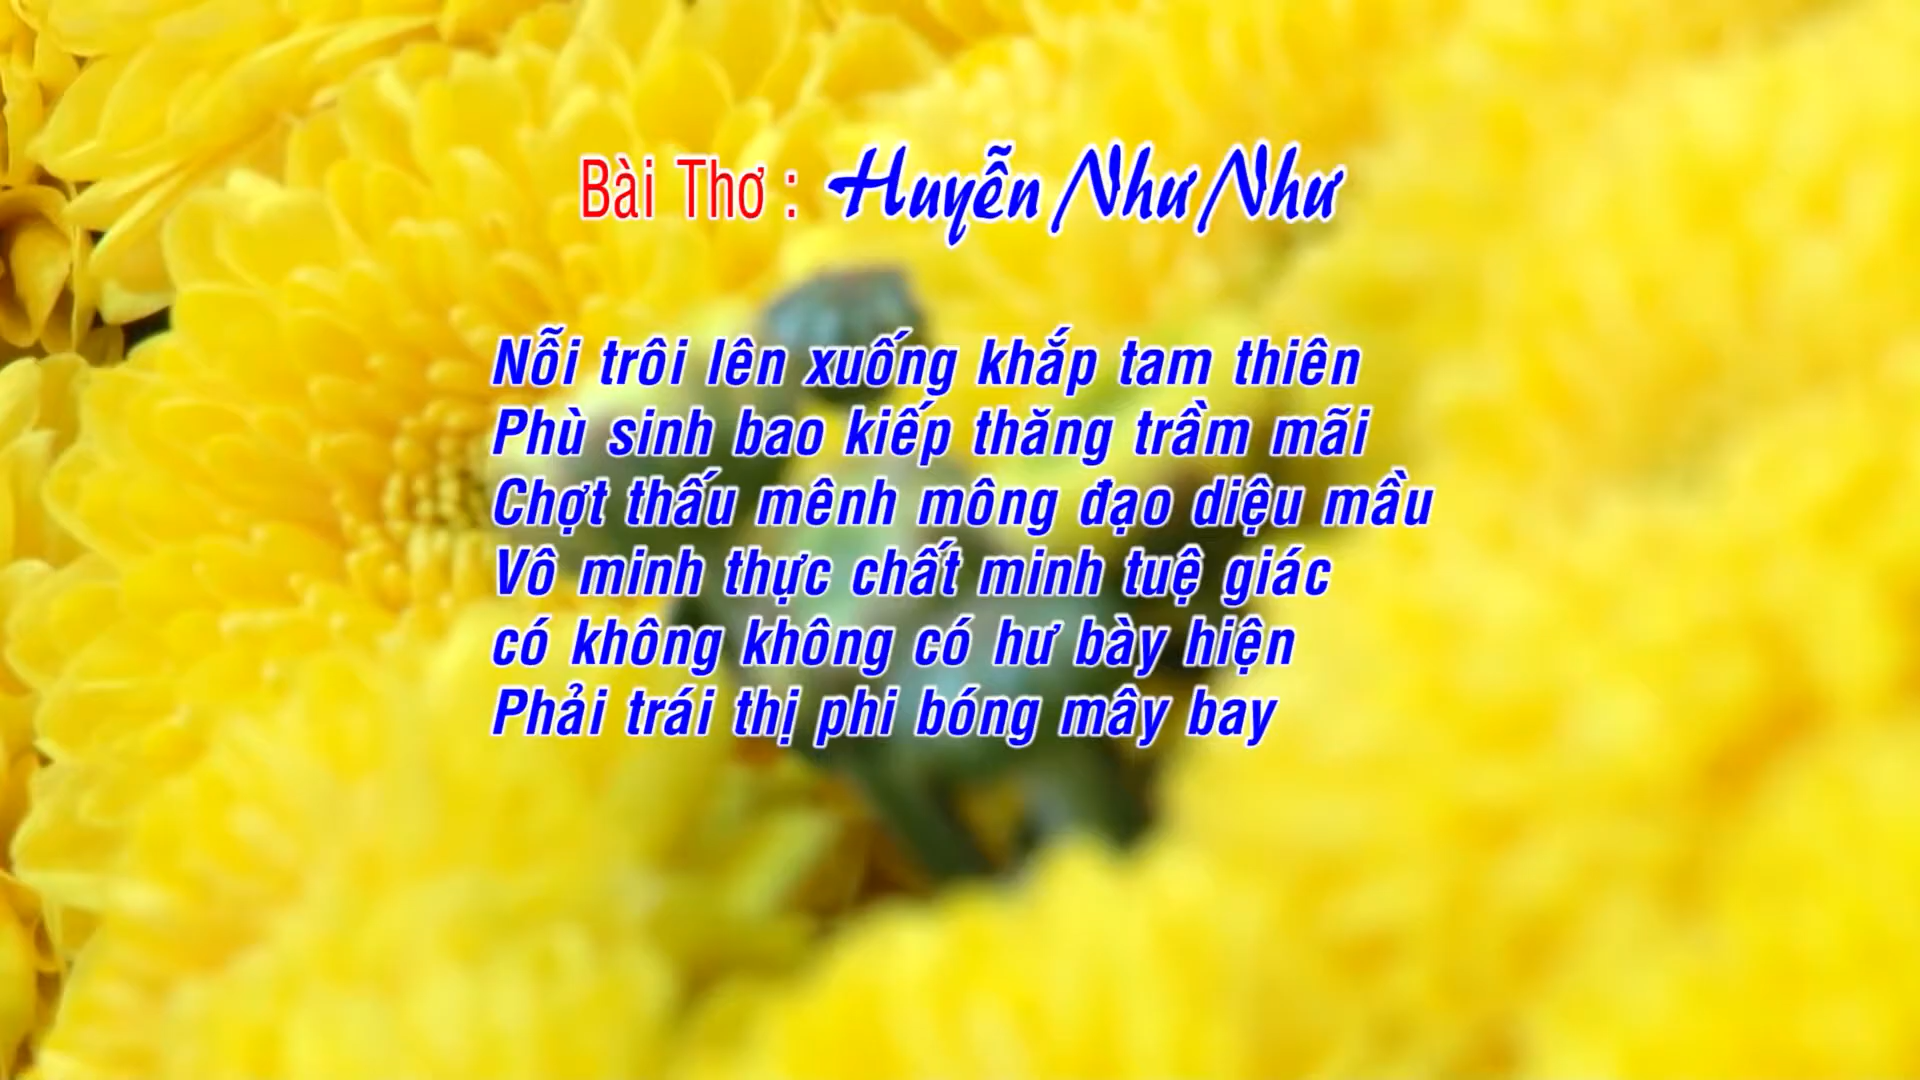 Bài Thơ : Huyễn Như Như
Nỗi trôi lên xuống khắp tam thiên
Phù sinh bao kiếp thăng trầm mãi
Chợt thấu mênh mông đạo diệu mầu
Vô minh thực chất minh tuệ giác
có không không có hư bày hiện
Phải trái thị phi bóng mây bay